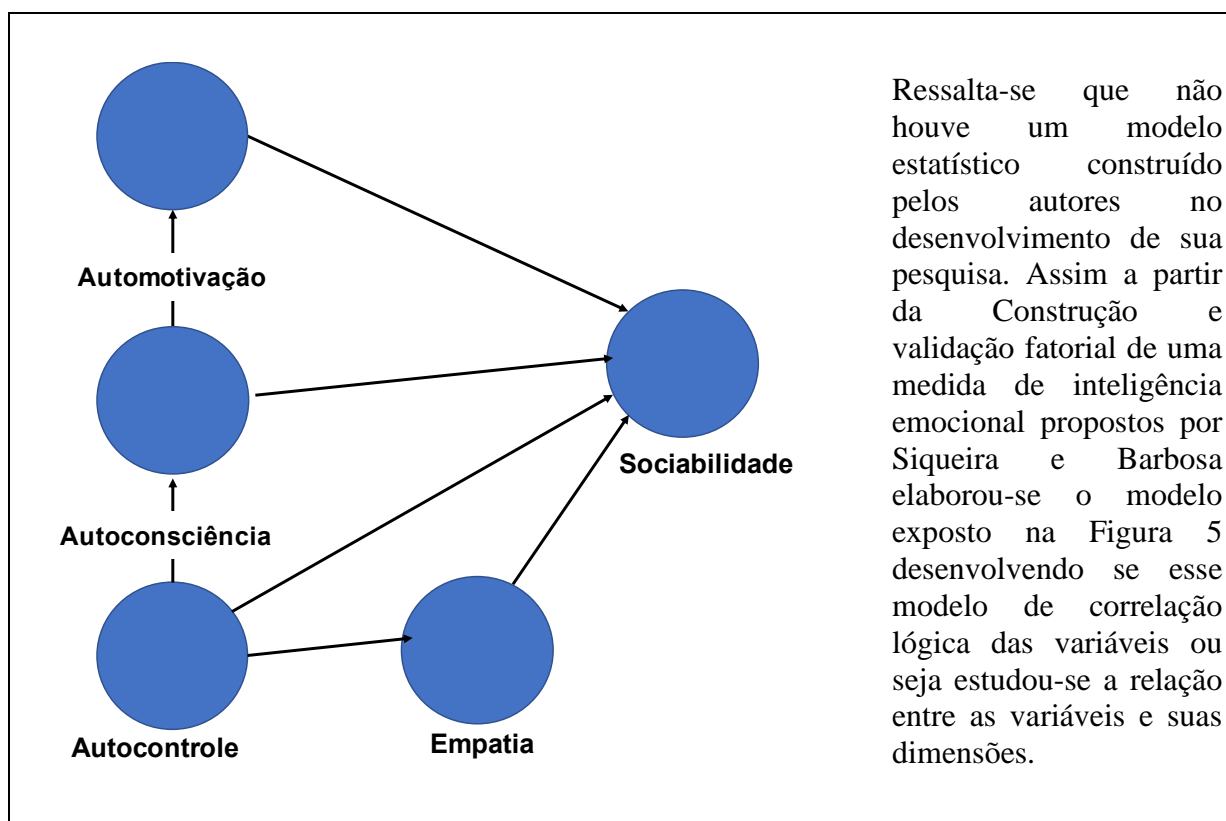 Automotivação
Autoconsciência
Autocontrole
Empatia
Sociabilidade
Ressalta-se que não
houve um modelo
estatístico construído
pelos autores no
desenvolvimento de sua
pesquisa. Assim a partir
da Construção e
validação fatorial de uma
medida de inteligência
emocional propostos por
Siqueira e Barbosa
elaborou-se o modelo
exposto na Figura 5
desenvolvendo se esse
modelo de correlação
lógica das variáveis ou
seja estudou-se a relação
entre as variáveis e suas
dimensões.